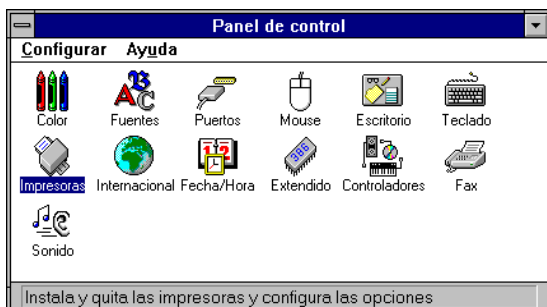 Panel de control
Configurar Ayuda
Color Fuentes Puertos Mouse Escritorio Teclado
Impresoras Internacional Fecha/Hora Extendido Controladores Fax
Sonido
Instala y quita las impresoras y configura las opciones